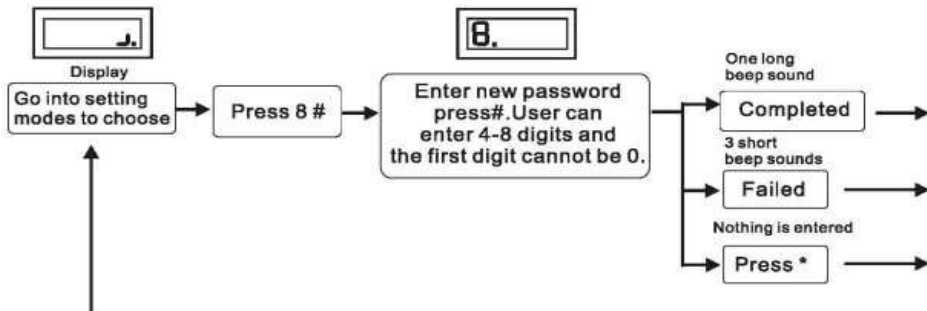 Display
Go into setting
modes to choose
Press 8 #
8.
Enter new password
press#.User can
enter 4-8 digits and
the first digit cannot be 0.
One long
beep sound
Completed
3 short
beep sounds
Failed
Nothing is entered
Press *